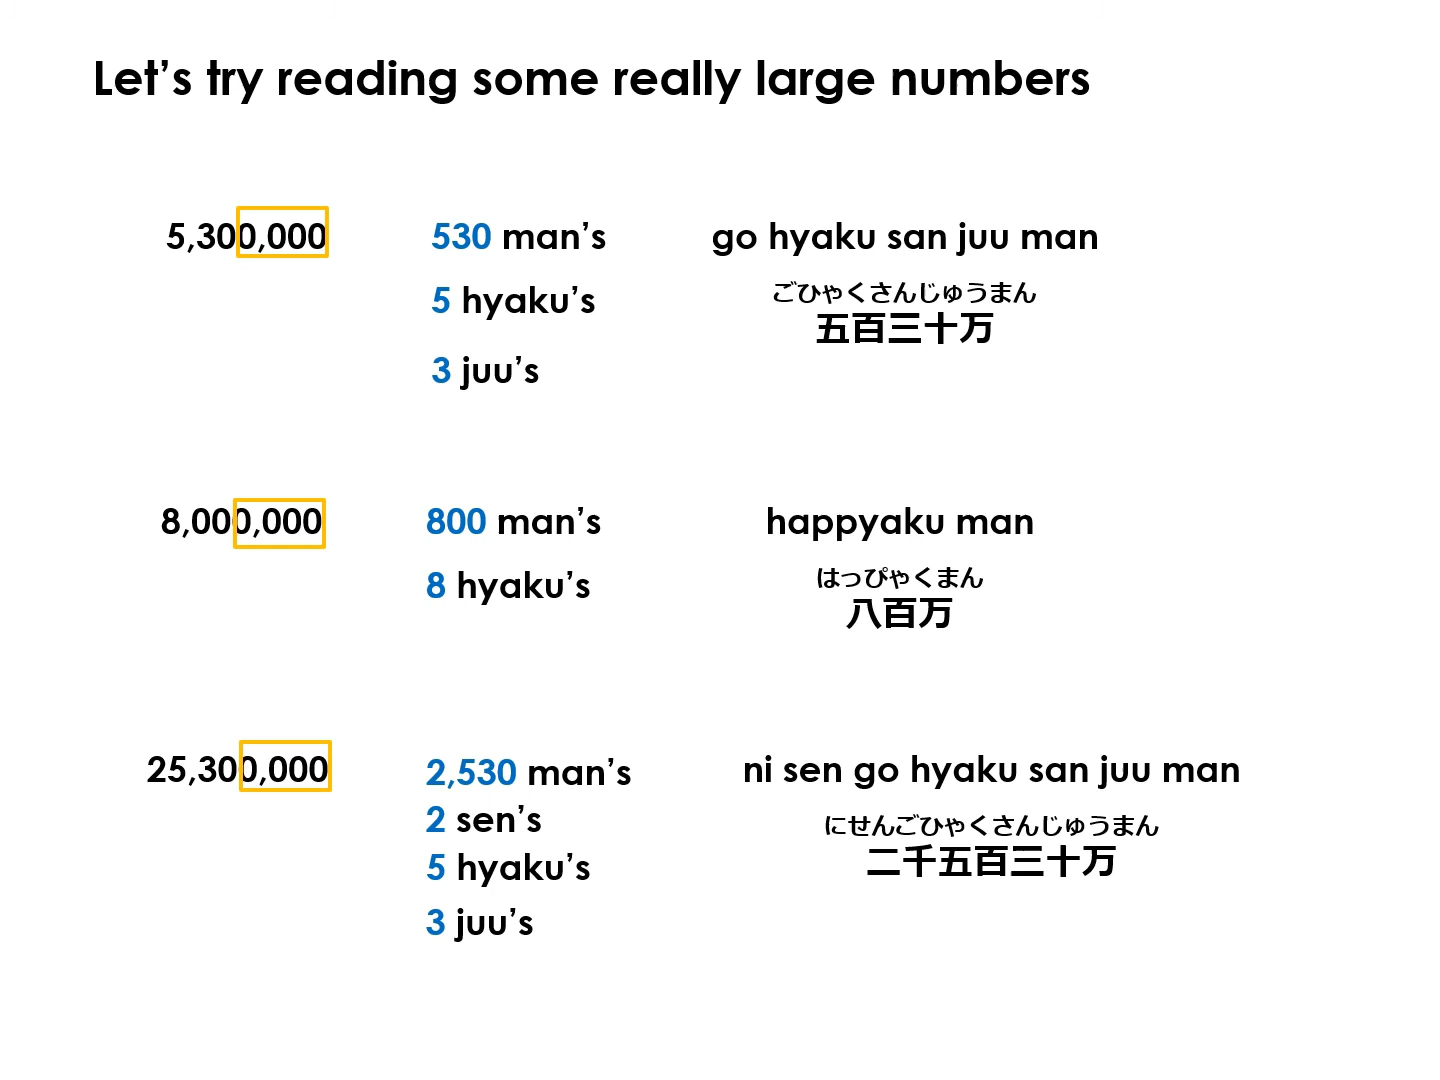 Let’s try reading some really large numbers
5,300,000
530 man’s
go hyaku san juu man
5 hyaku’s
ごひゃくさんじゅうまん
五百三十万
3 juu’s
8,000,000
800 man’s
happyaku man
8 hyaku’s
はっぴゃくまん
八百万
25,300,000
2,530 man’s
ni sen go hyaku san juu man
2 sen’s
にせんごひゃくさんじゅうまん
二千五百三十万
5 hyaku’s
3 juu’s